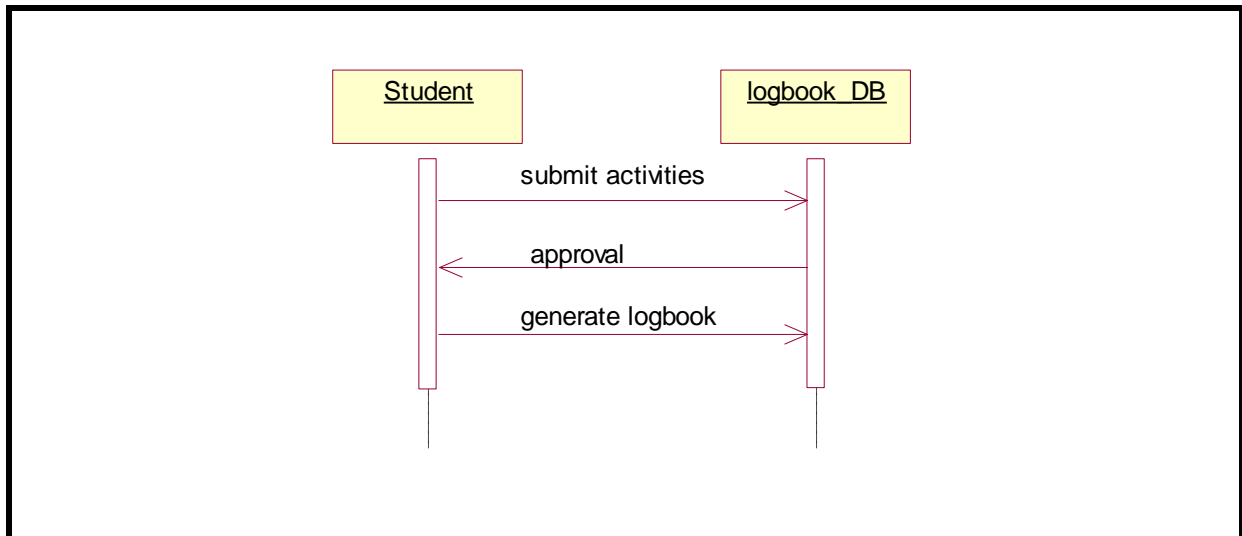 Student
logbook_DB
submit activities
approval
generate logbook